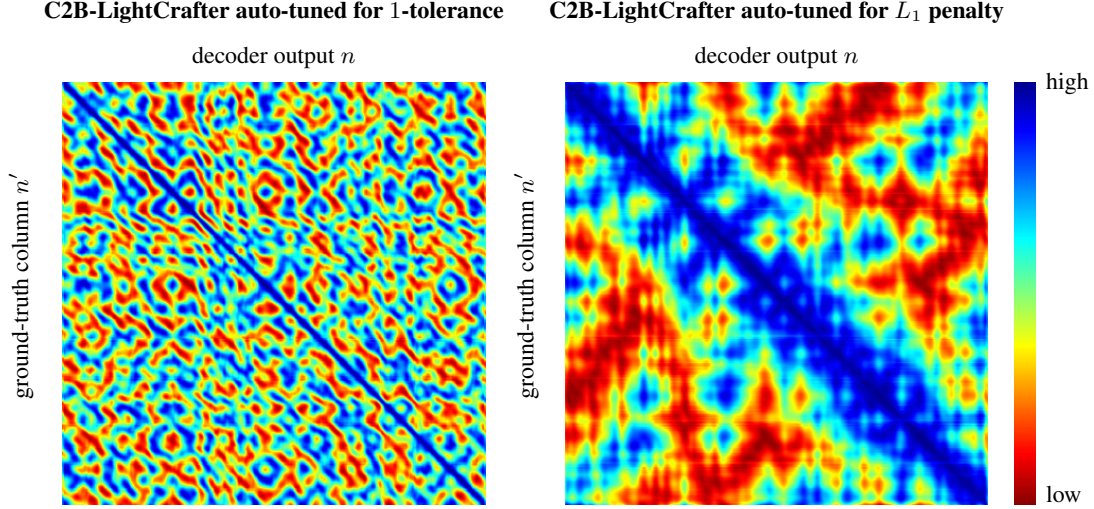 C2B-LightCrafter auto-tuned for 1-tolerance
C2B-LightCrafter auto-tuned for L₁ penalty
decoder output n
decoder output n
ground-truth column n′
ground-truth column n′
high
low